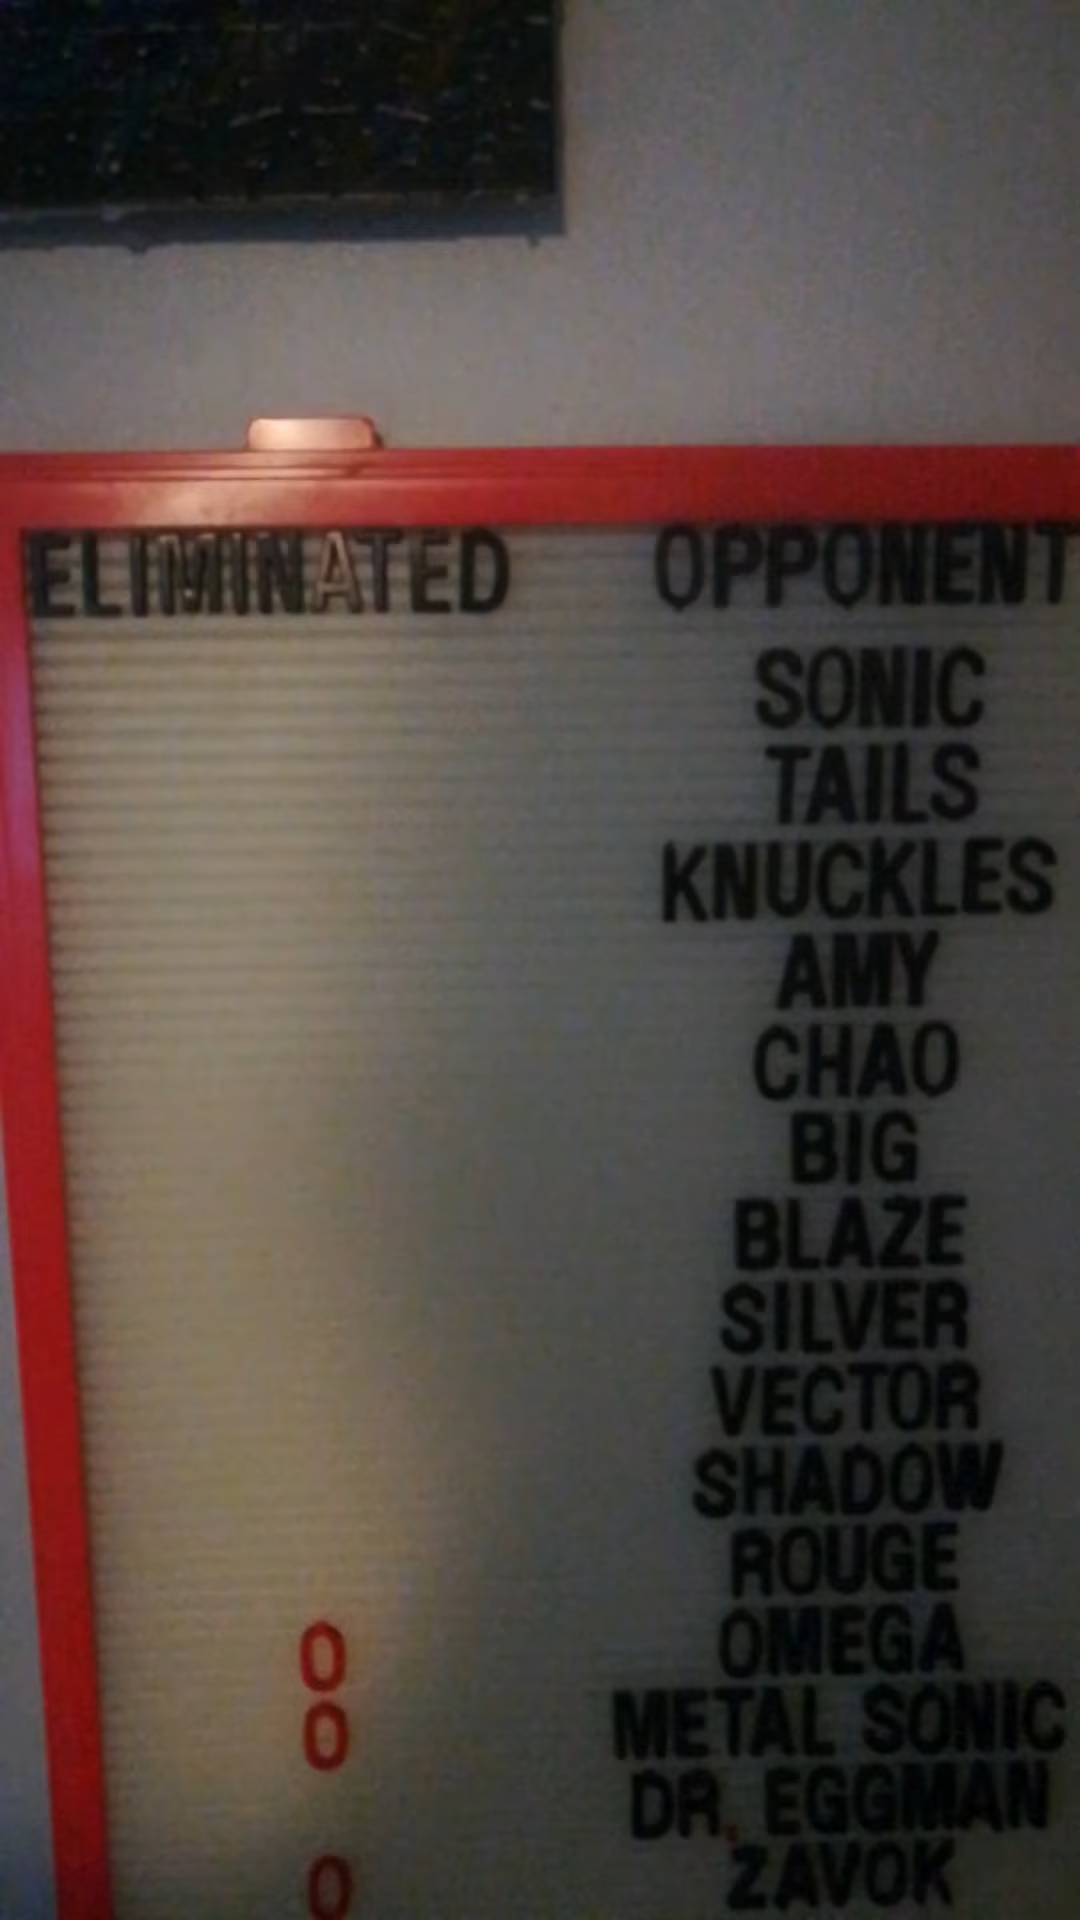 ELIMINATED OPPONENT
SONIC
TAILS
KNUCKLES
AMY
CHAO
BIG
BLAZE
SILVER
VECTOR
SHADOW
ROUGE
O OMEGA
O METAL SONIC
DR. EGGMAN
O ZAVOK